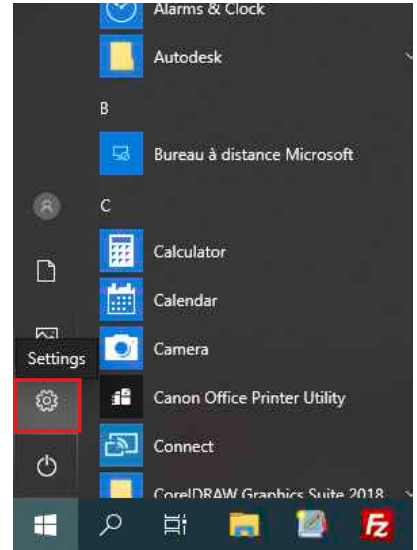 Alarms & Clock
Autodesk
B
Bureau à distance Microsoft
C
Calculator
Calendar
Camera
Settings
Canon Office Printer Utility
Connect
CorelDRAW Graphics Suite 2018
Fz